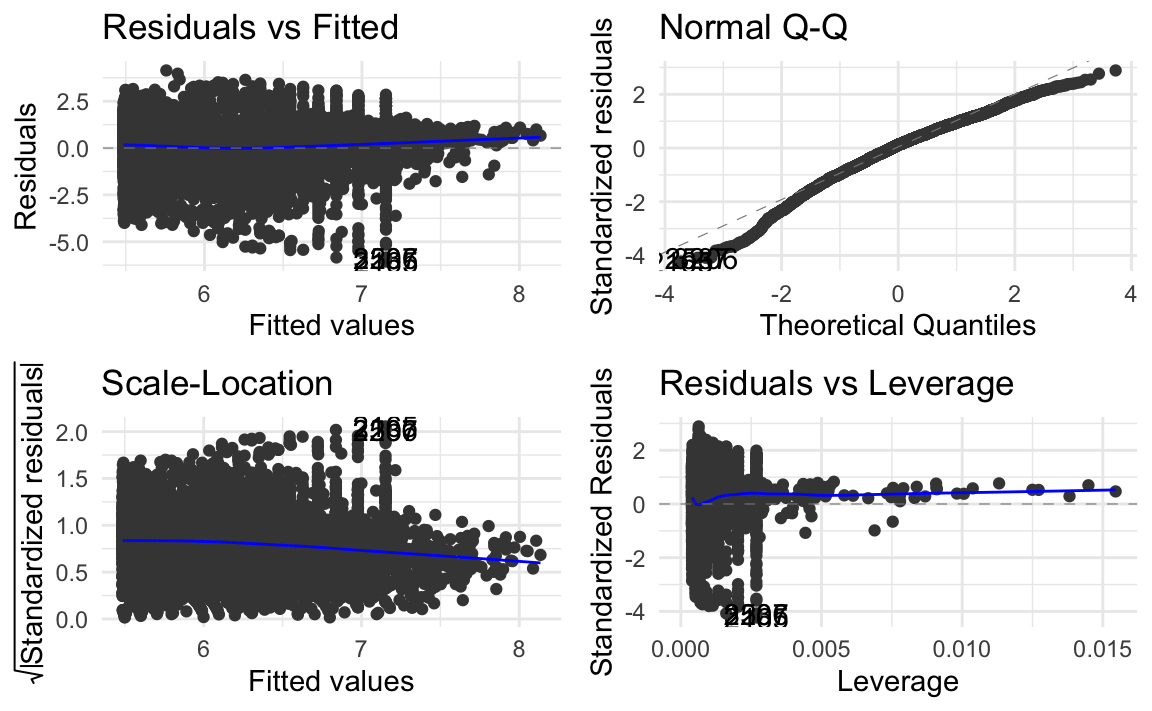 Residuals vs Fitted
Residuals
2.5
0.0
-2.5
-5.0
6
7
8
Fitted values
Normal Q-Q
Standardized residuals
2
0
-2
-4
-4
-2
0
2
4
Theoretical Quantiles
Scale-Location
√|Standardized residuals|
2.0
1.5
1.0
0.5
0.0
6
7
8
Fitted values
Residuals vs Leverage
Standardized Residuals
2
0
-2
-4
0.000
0.005
0.010
0.015
Leverage